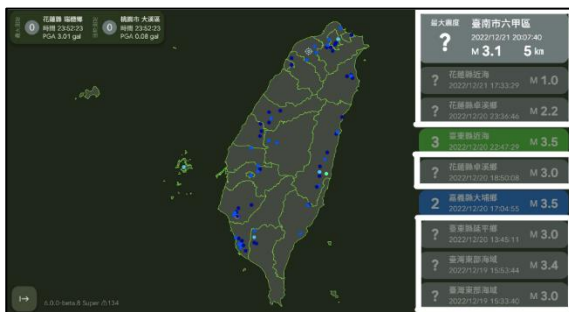 0
花蓮縣 瑞穗鄉
時間 23:52:23
PGA 3.01 gal
0
桃園市 大溪區
時間 23:52:23
PGA 0.08 gal
最大震度
?
臺南市六甲區
2022/12/21 20:07:40
M 3.1 5 km
?
花蓮縣近海
2022/12/21 17:33:29
M 1.0
?
花蓮縣卓溪鄉
2022/12/20 23:36:46
M 2.2
3
臺東縣近海
2022/12/20 22:47:29
M 3.5
?
花蓮縣卓溪鄉
2022/12/20 18:50:08
M 3.0
2
嘉義縣大埔鄉
2022/12/20 17:04:55
M 3.5
?
臺東縣延平鄉
2022/12/20 13:45:11
M 3.0
?
臺灣東部海域
2022/12/19 15:53:44
M 3.4
?
臺灣東部海域
2022/12/19 15:33:40
M 3.0